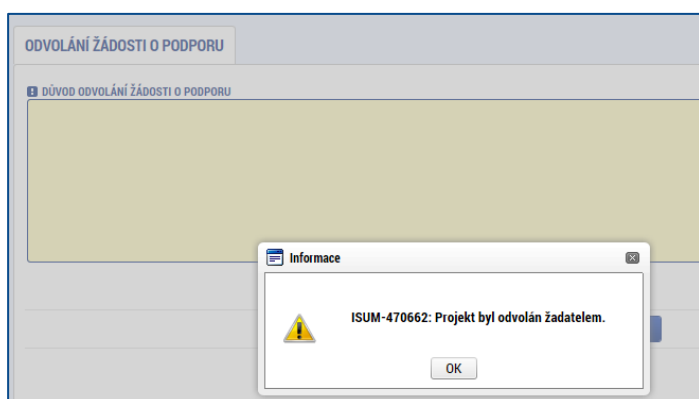 ODVOLÁNÍ ŽÁDOSTI O PODPORU
DŮVOD ODVOLÁNÍ ŽÁDOSTI O PODPORU
Informace
ISUM-470662: Projekt byl odvolán žadatelem.
OK